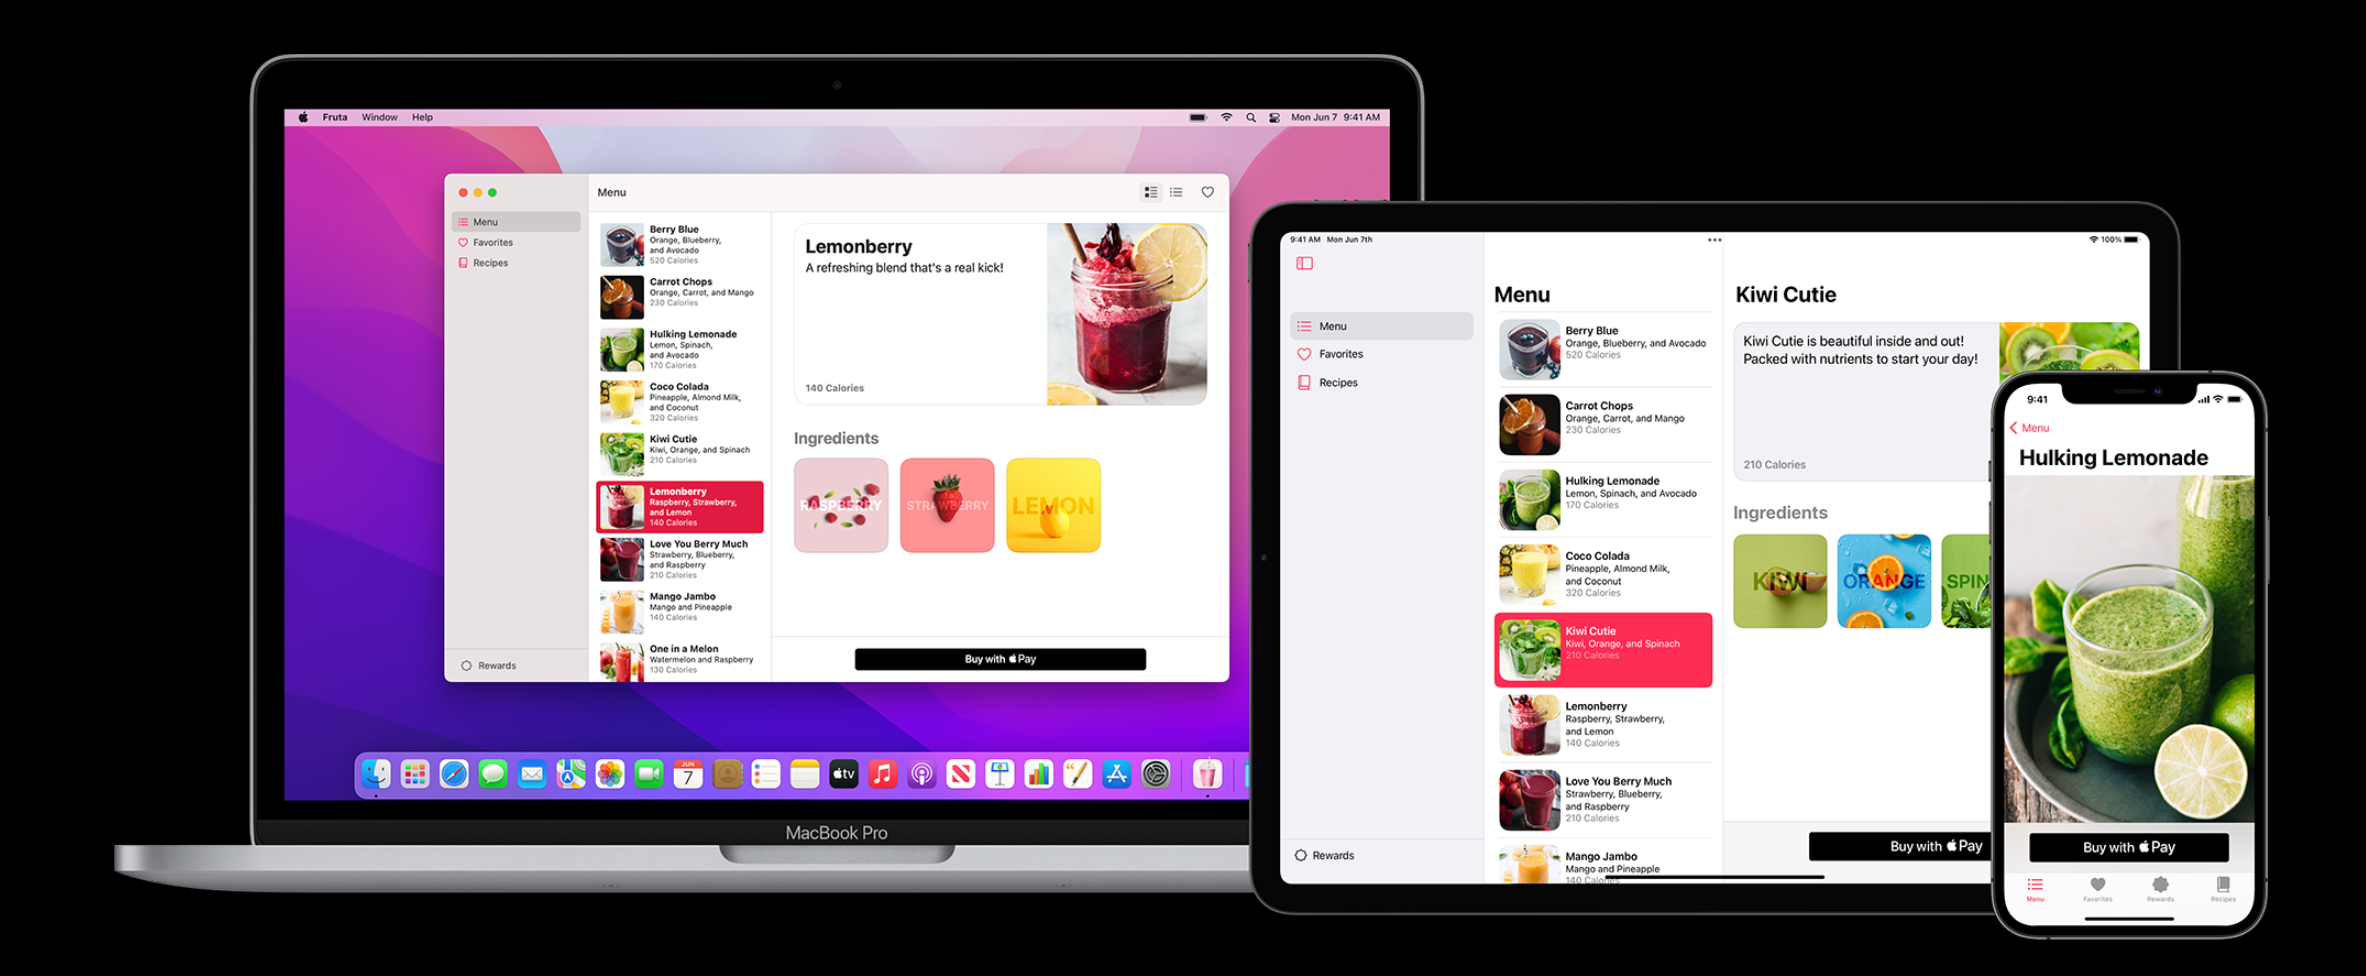 Fruta Window Help
Mon Jun 7 9:41 AM
Menu
Menu
Favorites
Recipes
Rewards
Berry Blue
Orange, Blueberry,
and Avocado
520 Calories
Carrot Chops
Orange, Carrot, and Mango
230 Calories
Hulking Lemonade
Lemon, Spinach,
and Avocado
170 Calories
Coco Colada
Pineapple, Almond Milk,
and Coconut
320 Calories
Kiwi Cutie
Kiwi, Orange, and Spinach
210 Calories
Lemonberry
Raspberry, Strawberry,
and Lemon
140 Calories
Love You Berry Much
Strawberry, Blueberry,
and Raspberry
210 Calories
Mango Jambo
Mango and Pineapple
140 Calories
One in a Melon
Watermelon and Raspberry
130 Calories
Lemonberry
A refreshing blend that's a real kick!
140 Calories
Ingredients
RASPBERRY
STRAWBERRY
LEMON
Buy with Pay
JUN
7
tv
MacBook Pro
9:41 AM Mon Jun 7th
100%
Menu
Favorites
Recipes
Rewards
Menu
Berry Blue
Orange, Blueberry, and Avocado
520 Calories
Carrot Chops
Orange, Carrot, and Mango
230 Calories
Hulking Lemonade
Lemon, Spinach, and Avocado
170 Calories
Coco Colada
Pineapple, Almond Milk,
and Coconut
320 Calories
Kiwi Cutie
Kiwi, Orange, and Spinach
210 Calories
Lemonberry
Raspberry, Strawberry,
and Lemon
140 Calories
Love You Berry Much
Strawberry, Blueberry,
and Raspberry
210 Calories
Mango Jambo
Mango and Pineapple
140 Calories
Kiwi Cutie
Kiwi Cutie is beautiful inside and out!
Packed with nutrients to start your day!
210 Calories
Ingredients
KIWI
ORANGE
SPIN
Buy with Pay
9:41
Menu
Hulking Lemonade
Buy with Pay
Menu
Favorites
Rewards
Recipes